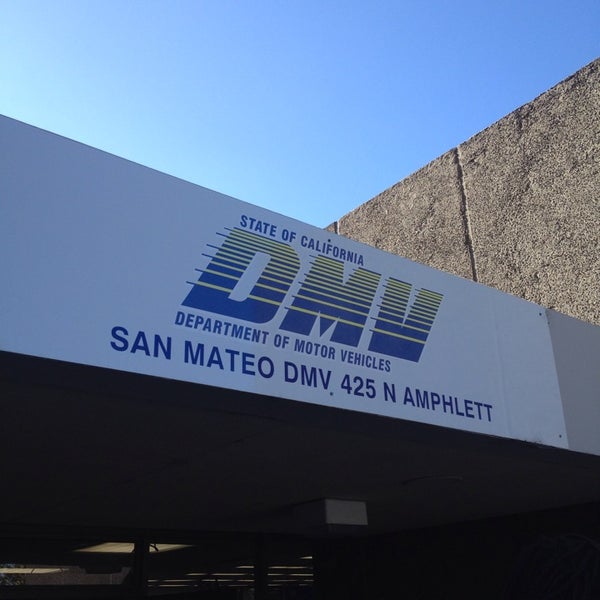 STATE OF CALIFORNIA
DMV
DEPARTMENT OF MOTOR VEHICLES
SAN MATEO DMV, 425 N AMPHLETT